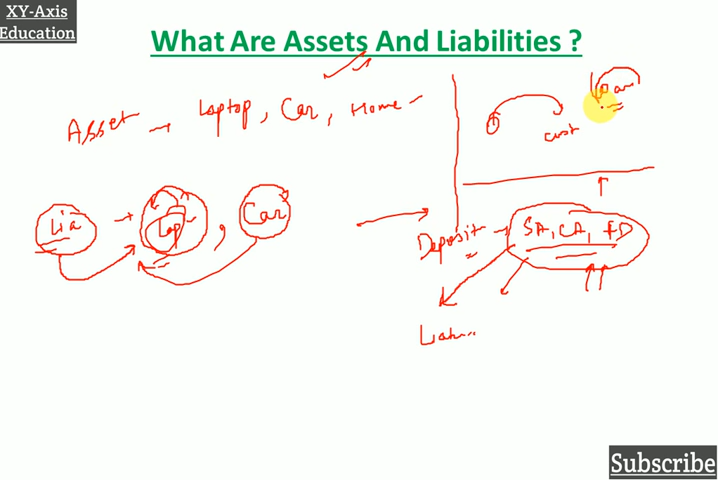 XY-Axis
Education
What Are Assets And Liabilities ?
Asset → Laptop, Car, Home
Loan
cust
Lia → Lap, Car
Deposit → SA, CA, FD
Subscribe